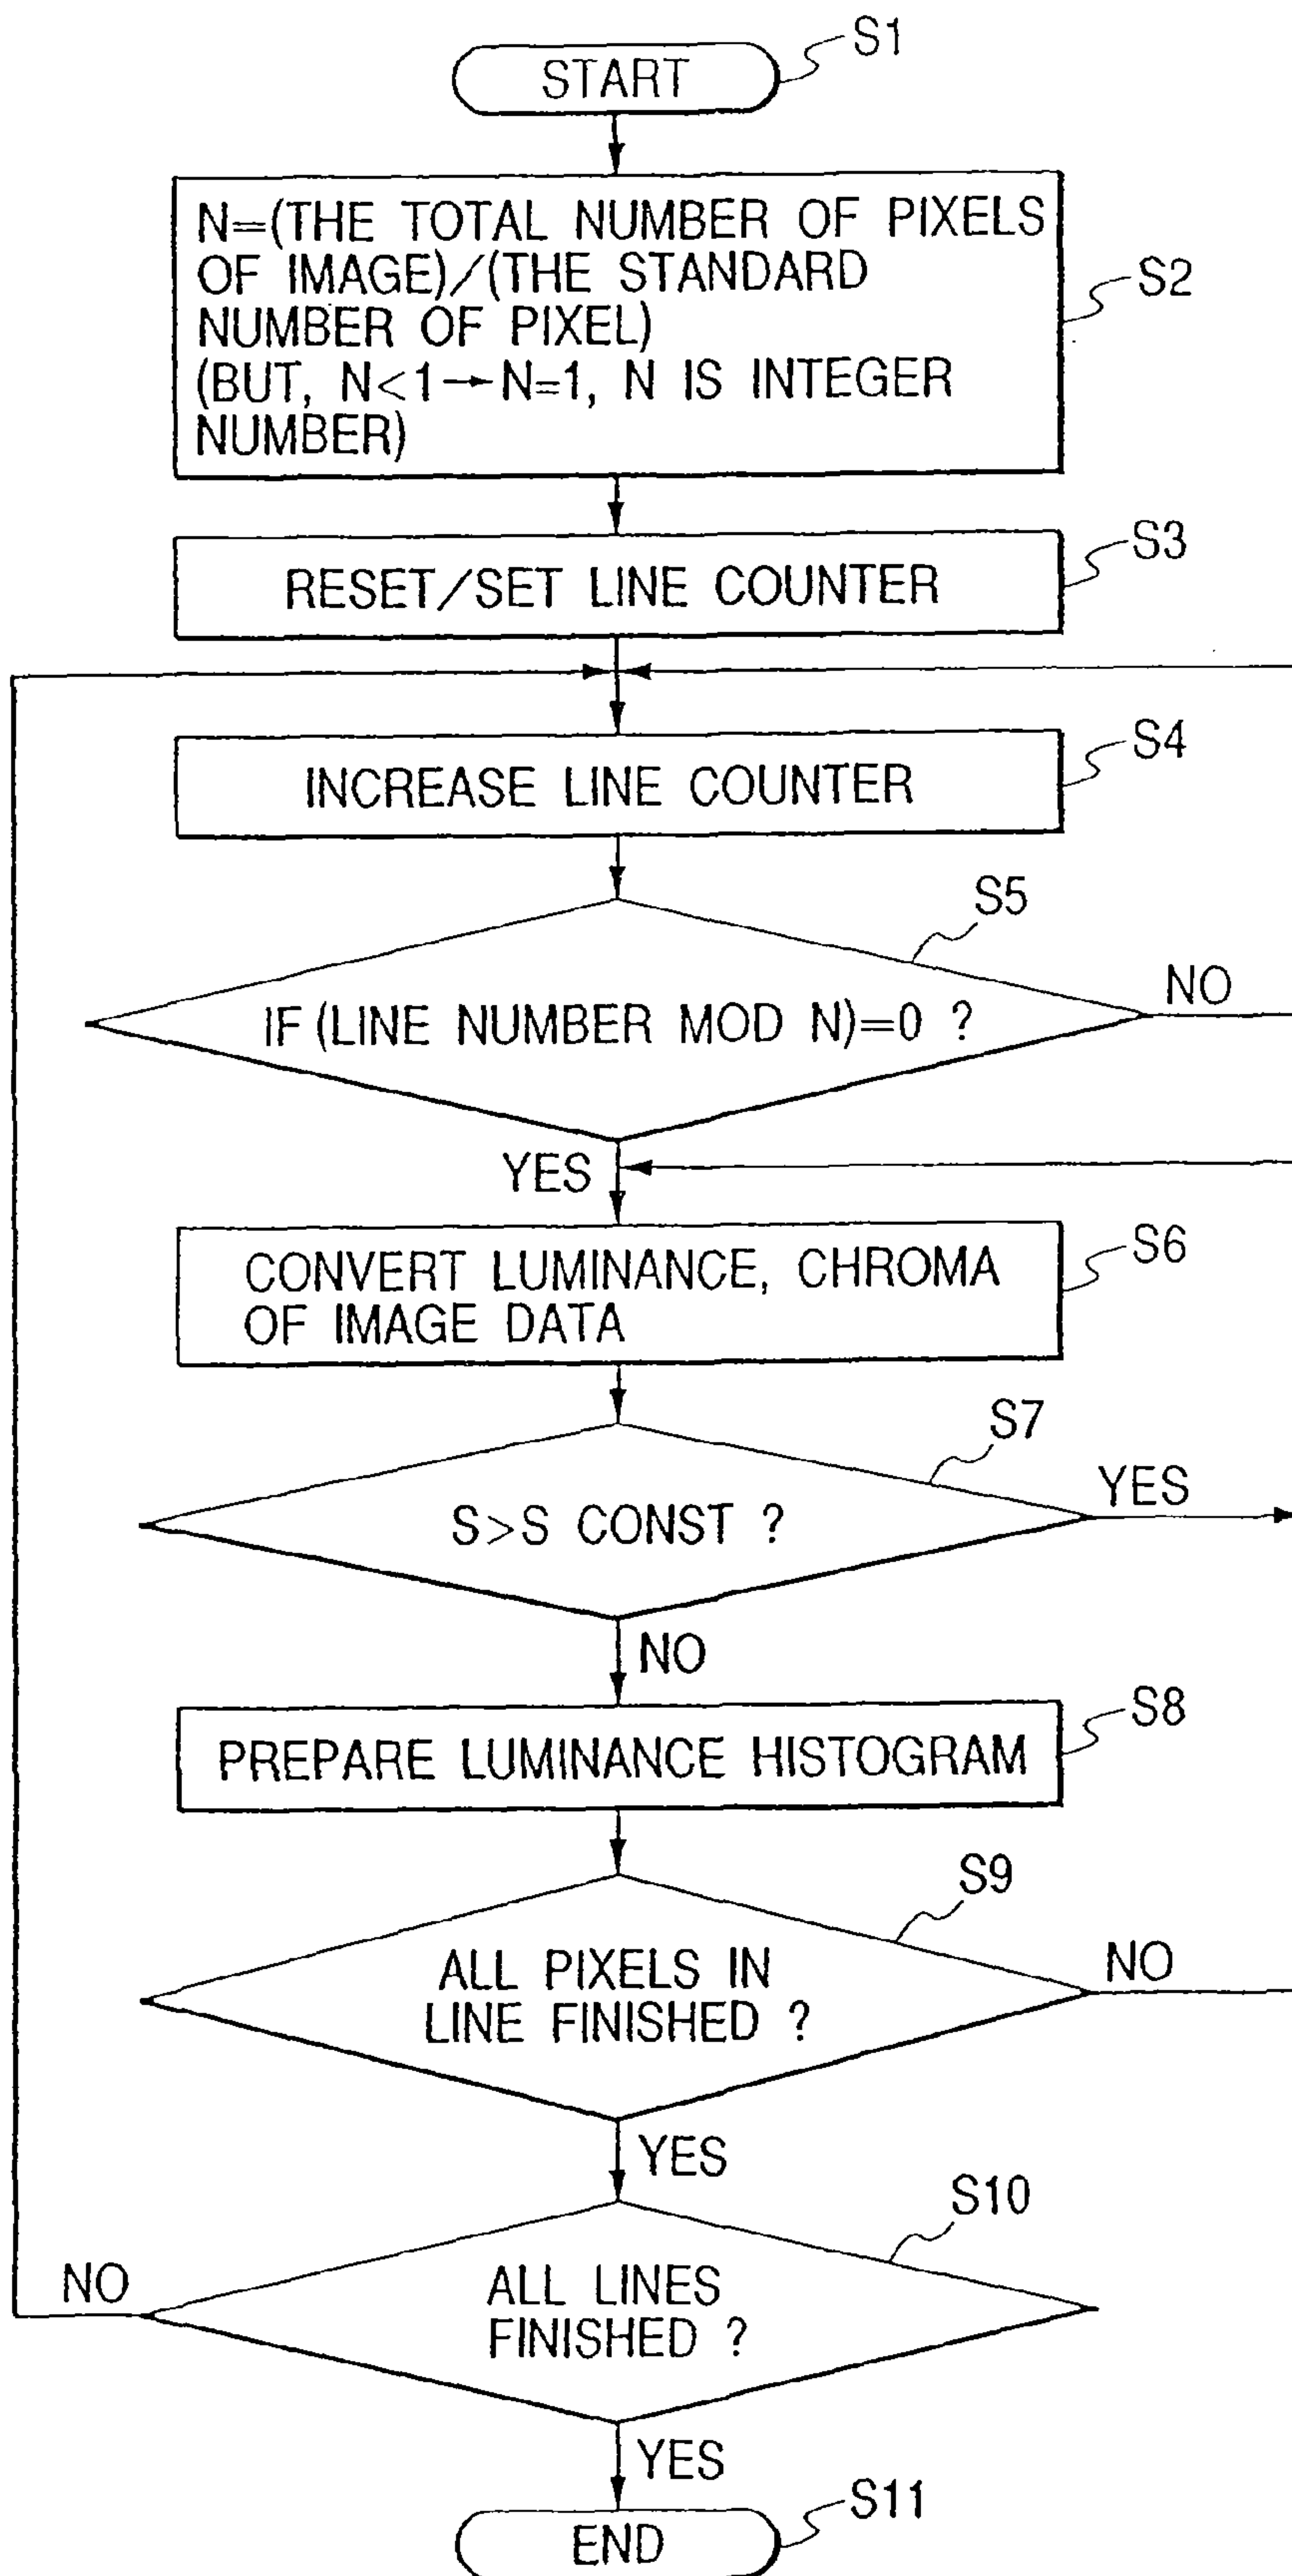 S1
START
N=(THE TOTAL NUMBER OF PIXELS
OF IMAGE)/(THE STANDARD
NUMBER OF PIXEL)
(BUT, N<1→N=1, N IS INTEGER
NUMBER)
S2
S3
RESET/SET LINE COUNTER
S4
INCREASE LINE COUNTER
S5
NO
IF (LINE NUMBER MOD N)=0 ?
YES
S6
CONVERT LUMINANCE, CHROMA
OF IMAGE DATA
S7
YES
S>S CONST ?
NO
S8
PREPARE LUMINANCE HISTOGRAM
S9
NO
ALL PIXELS IN
LINE FINISHED ?
YES
S10
NO
ALL LINES
FINISHED ?
YES
S11
END